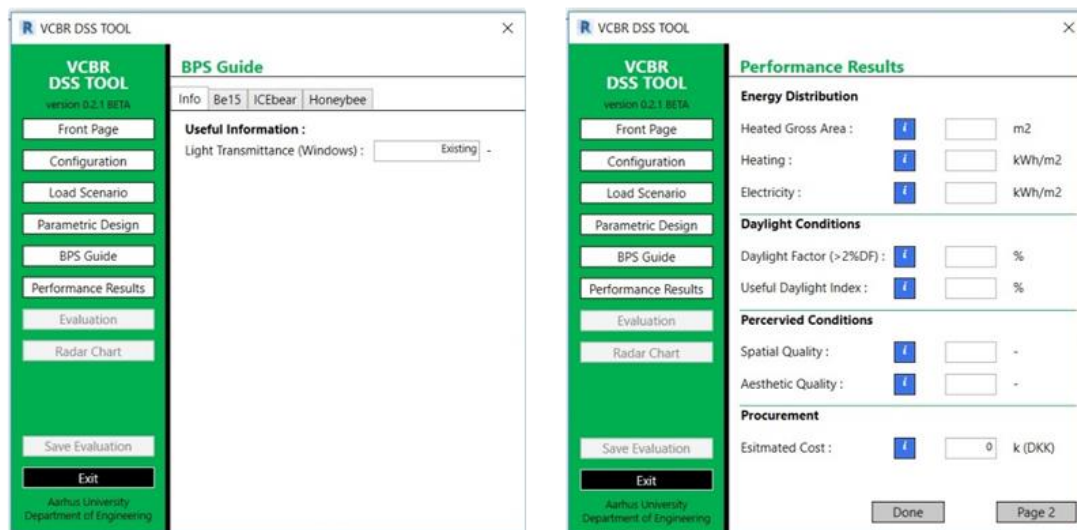 R VCBR DSS TOOL ×
VCBR
DSS TOOL
version 0.2.1 BETA
Front Page
Configuration
Load Scenario
Parametric Design
BPS Guide
Performance Results
Evaluation
Radar Chart
Save Evaluation
Exit
Aarhus University
Department of Engineering
BPS Guide
Info Be15 ICEbear Honeybee
Useful Information :
Light Transmittance (Windows) : Existing -
R VCBR DSS TOOL ×
VCBR
DSS TOOL
version 0.2.1 BETA
Front Page
Configuration
Load Scenario
Parametric Design
BPS Guide
Performance Results
Evaluation
Radar Chart
Save Evaluation
Exit
Aarhus University
Department of Engineering
Performance Results
Energy Distribution
Heated Gross Area : i m2
Heating : i kWh/m2
Electricity : i kWh/m2
Daylight Conditions
Daylight Factor (>2%DF) : i %
Useful Daylight Index : i %
Percervied Conditions
Spatial Quality : i -
Aesthetic Quality : i -
Procurement
Esitmated Cost : i 0 k (DKK)
Done Page 2